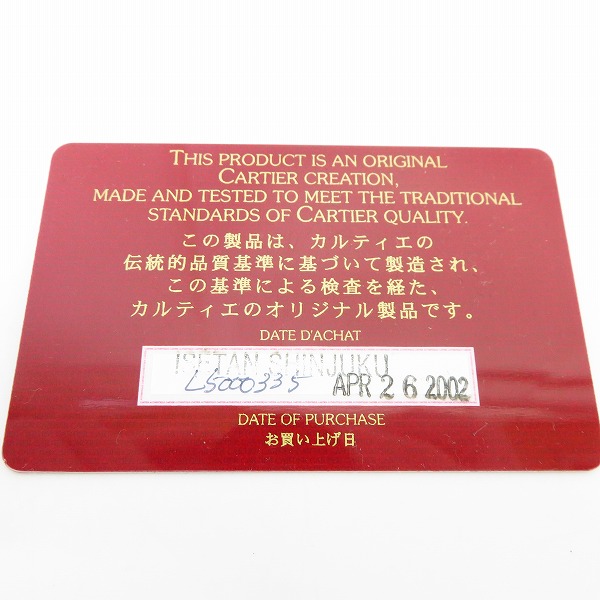 THIS PRODUCT IS AN ORIGINAL
CARTIER CREATION,
MADE AND TESTED TO MEET THE TRADITIONAL
STANDARDS OF CARTIER QUALITY.
この製品は、カルティエの
伝統的品質基準に基づいて製造され、
この基準による検査を経た、
カルティエのオリジナル製品です。
DATE D'ACHAT
ISETAN SHINJUKU
L5000335 APR 26 2002
DATE OF PURCHASE
お買い上げ日